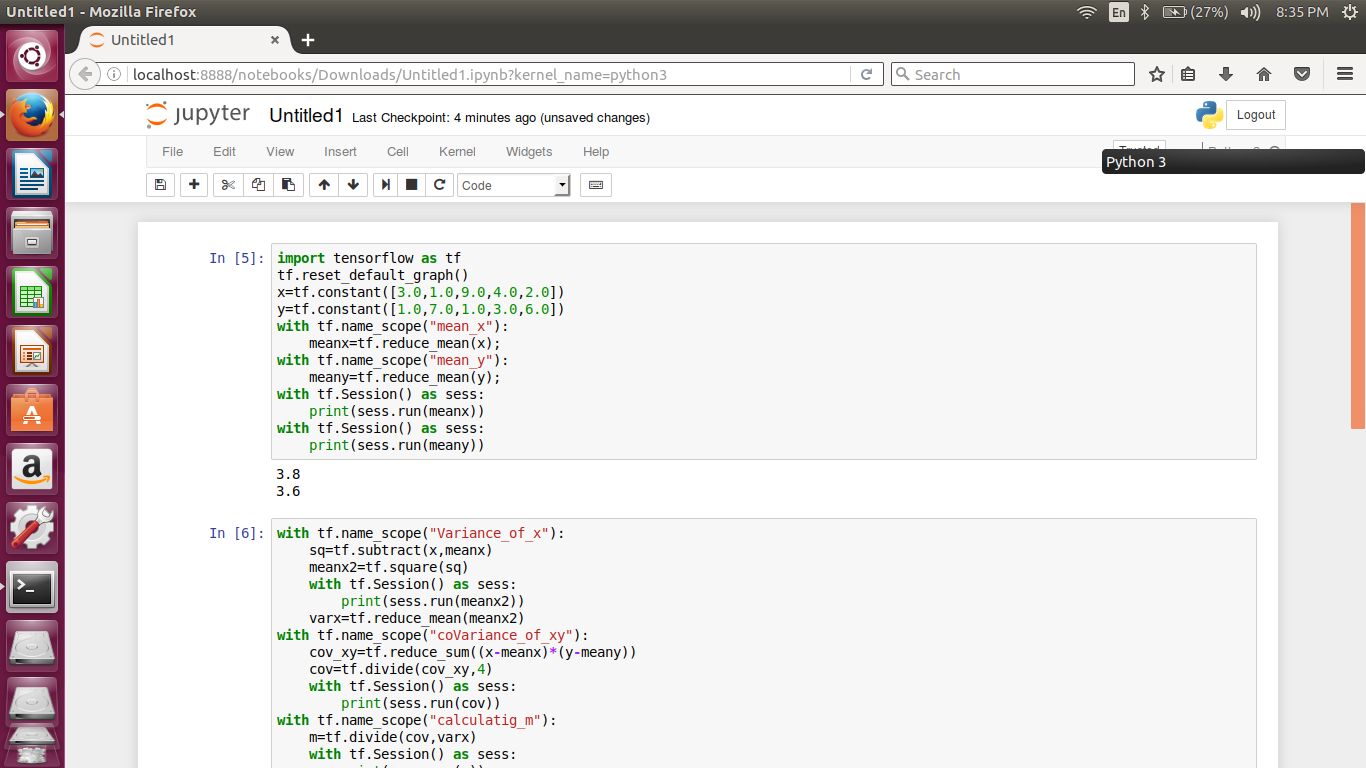 Untitled1 - Mozilla Firefox
En
(27%)
8:35 PM
Untitled1
localhost:8888/notebooks/Downloads/Untitled1.ipynb?kernel_name=python3
Search
jupyter
Untitled1 Last Checkpoint: 4 minutes ago (unsaved changes)
Logout
File Edit View Insert Cell Kernel Widgets Help
Python 3
Code
In [5]:
import tensorflow as tf
tf.reset_default_graph()
x=tf.constant([3.0,1.0,9.0,4.0,2.0])
y=tf.constant([1.0,7.0,1.0,3.0,6.0])
with tf.name_scope("mean_x"):
    meanx=tf.reduce_mean(x);
with tf.name_scope("mean_y"):
    meany=tf.reduce_mean(y);
with tf.Session() as sess:
    print(sess.run(meanx))
with tf.Session() as sess:
    print(sess.run(meany))
3.8
3.6
In [6]:
with tf.name_scope("Variance_of_x"):
    sq=tf.subtract(x,meanx)
    meanx2=tf.square(sq)
    with tf.Session() as sess:
        print(sess.run(meanx2))
    varx=tf.reduce_mean(meanx2)
with tf.name_scope("coVariance_of_xy"):
    cov_xy=tf.reduce_sum((x-meanx)*(y-meany))
    cov=tf.divide(cov_xy,4)
    with tf.Session() as sess:
        print(sess.run(cov))
with tf.name_scope("calculatig_m"):
    m=tf.divide(cov,varx)
    with tf.Session() as sess: